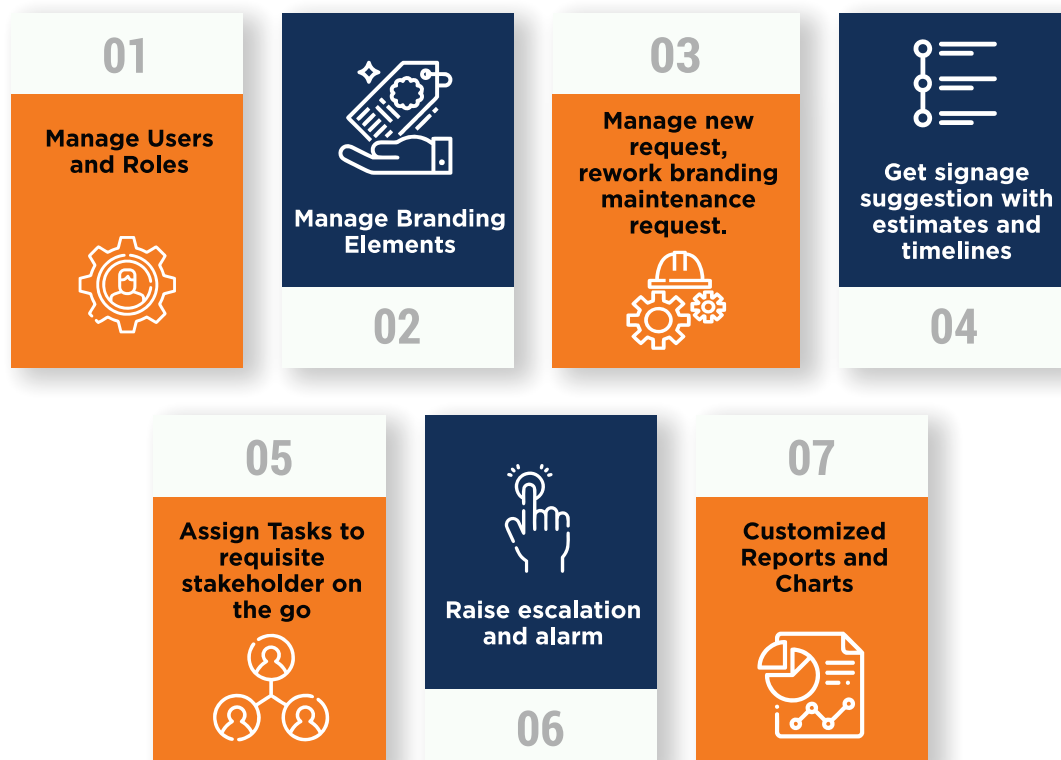 01
Manage Users
and Roles
Manage Branding
Elements
02
03
Manage new
request,
rework branding
maintenance
request.
Get signage
suggestion with
estimates and
timelines
04
05
Assign Tasks to
requisite
stakeholder on
the go
Raise escalation
and alarm
06
07
Customized
Reports and
Charts